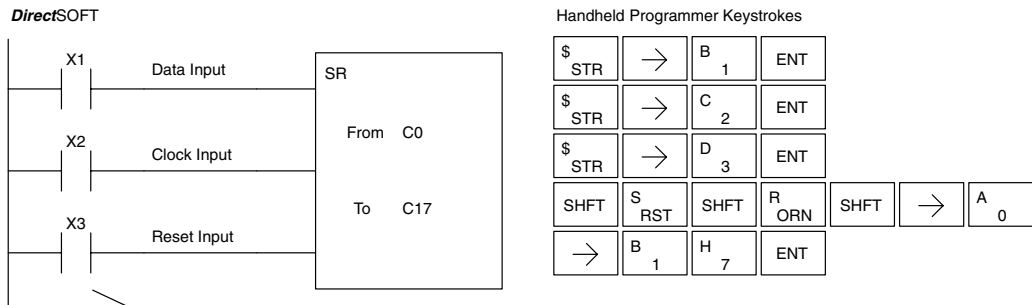 DirectSOFT
X1
Data Input
SR
From C0
X2
Clock Input
To C17
X3
Reset Input
Handheld Programmer Keystrokes
$ STR → B 1 ENT
$ STR → C 2 ENT
$ STR → D 3 ENT
SHFT S RST SHFT R ORN SHFT → A 0
→ B 1 H 7 ENT